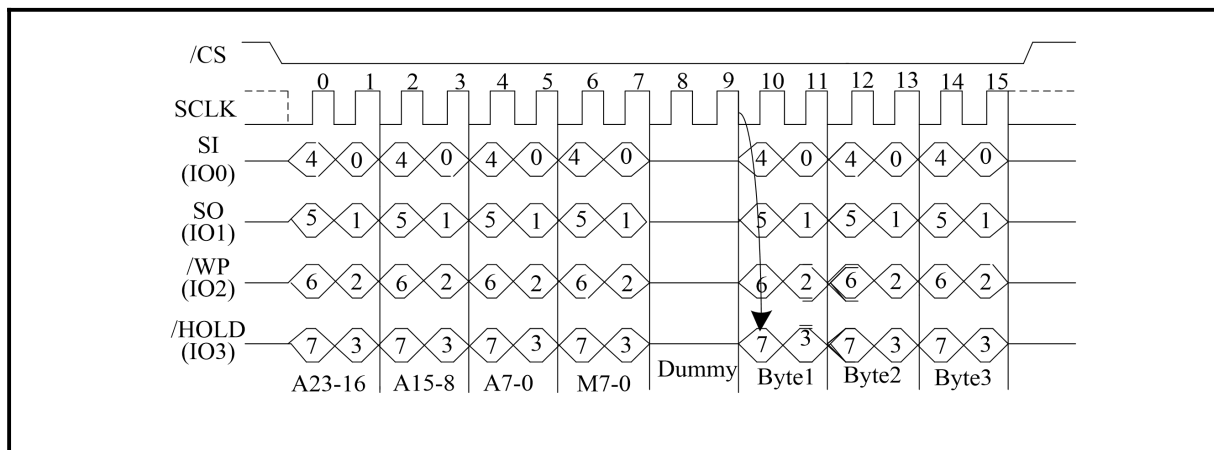 /CS
0 1 2 3 4 5 6 7 8 9 10 11 12 13 14 15
SCLK
SI
(IO0)
4 0 4 0 4 0 4 0 4 0 4 0 4 0
SO
(IO1)
5 1 5 1 5 1 5 1 5 1 5 1 5 1
/WP
(IO2)
6 2 6 2 6 2 6 2 6 2 6 2 6 2
/HOLD
(IO3)
7 3 7 3 7 3 7 3 7 3 7 3 7 3
A23-16 A15-8 A7-0 M7-0 Dummy Byte1 Byte2 Byte3